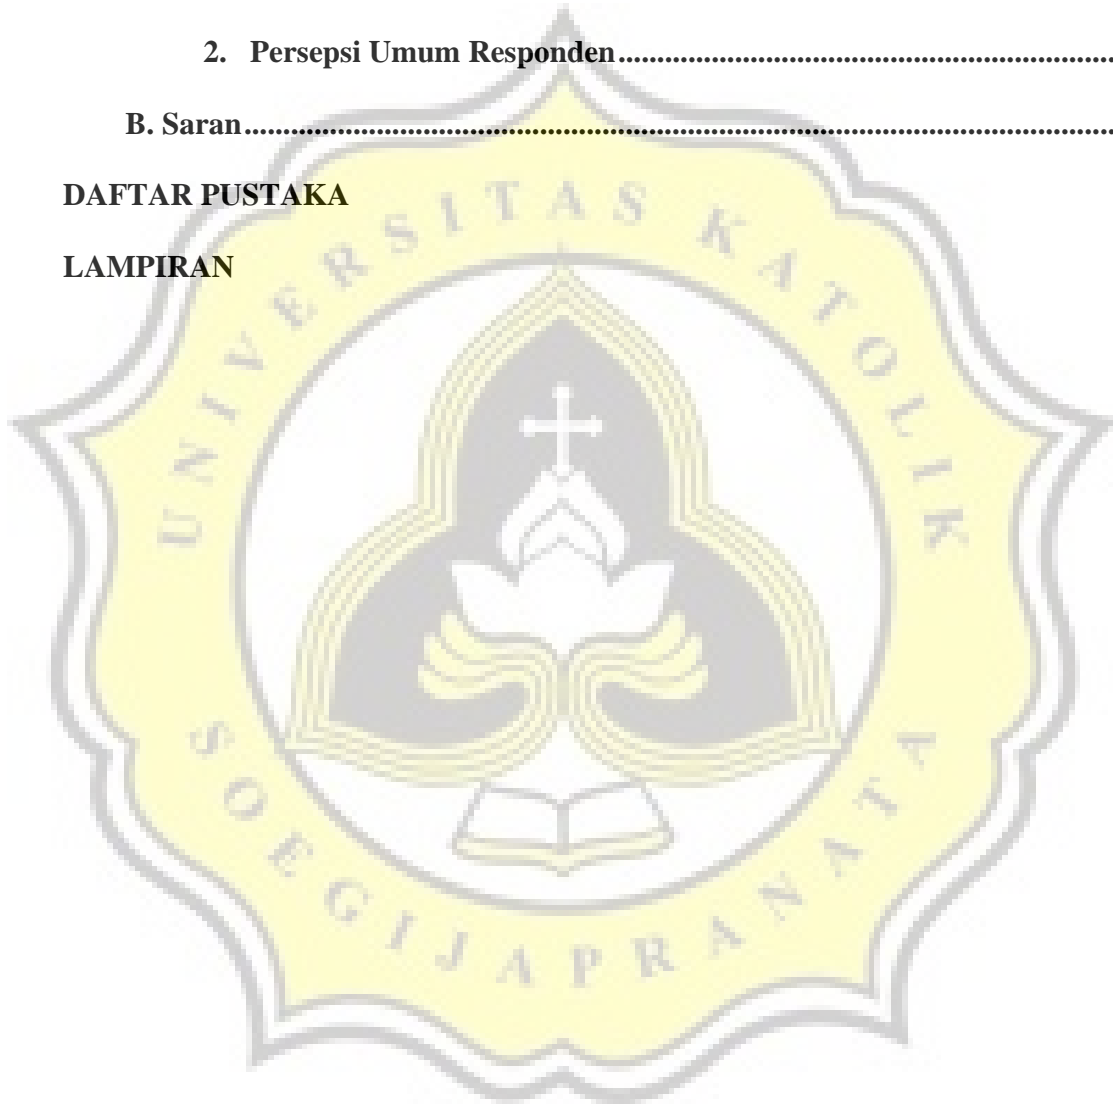 2. Persepsi Umum Responden................................................................
B. Saran................................................................................................................
DAFTAR PUSTAKA
LAMPIRAN
UNIVERSITAS KATOLIK
SOEGIJAPRANATA